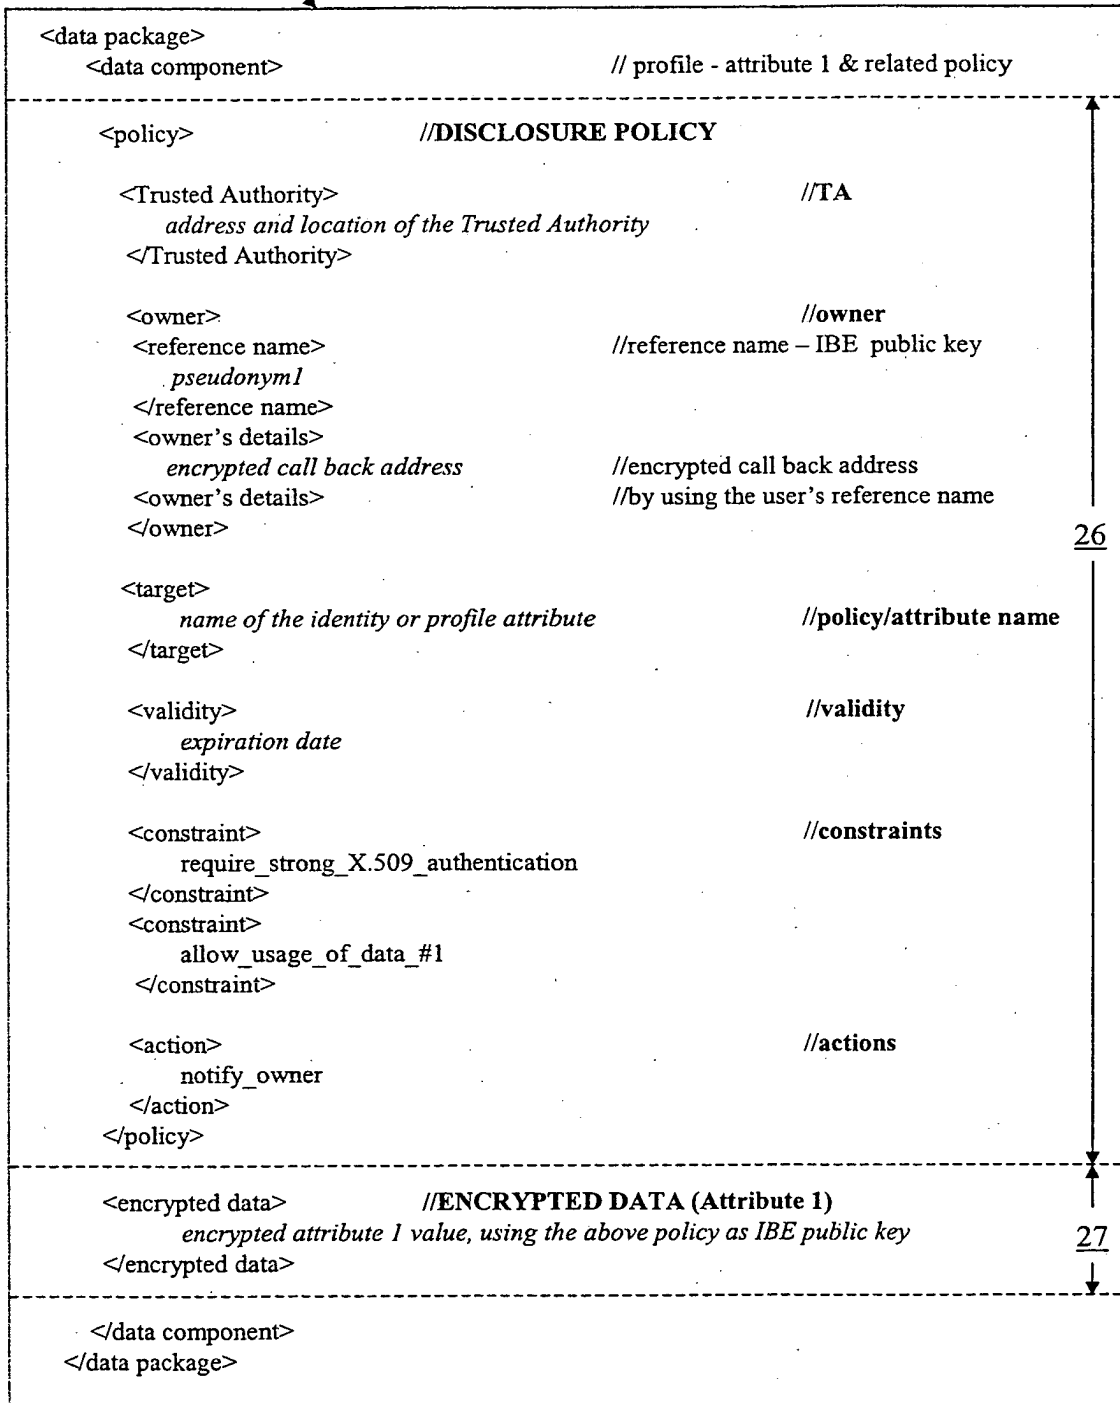 <data package>
<data component> // profile - attribute 1 & related policy
<policy> //DISCLOSURE POLICY
<Trusted Authority> //TA
address and location of the Trusted Authority
</Trusted Authority>
<owner> //owner
<reference name> //reference name – IBE public key
pseudonym1
</reference name>
<owner's details>
encrypted call back address //encrypted call back address
<owner's details> //by using the user's reference name
</owner>
26
<target>
name of the identity or profile attribute //policy/attribute name
</target>
<validity> //validity
expiration date
</validity>
<constraint> //constraints
require_strong_X.509_authentication
</constraint>
<constraint>
allow_usage_of_data_#1
</constraint>
<action> //actions
notify_owner
</action>
</policy>
<encrypted data> //ENCRYPTED DATA (Attribute 1)
encrypted attribute 1 value, using the above policy as IBE public key
27
</encrypted data>
</data component>
</data package>